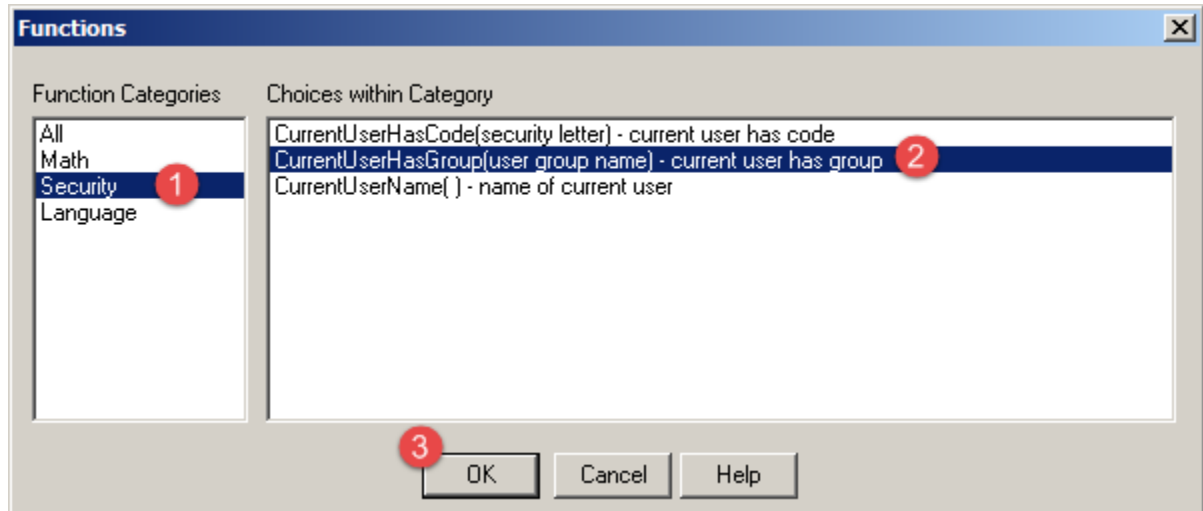 Functions
Function Categories
Choices within Category
All
Math
Security 1
Language
CurrentUserHasCode(security letter) - current user has code
CurrentUserHasGroup(user group name) - current user has group 2
CurrentUserName( ) - name of current user
3
OK
Cancel
Help